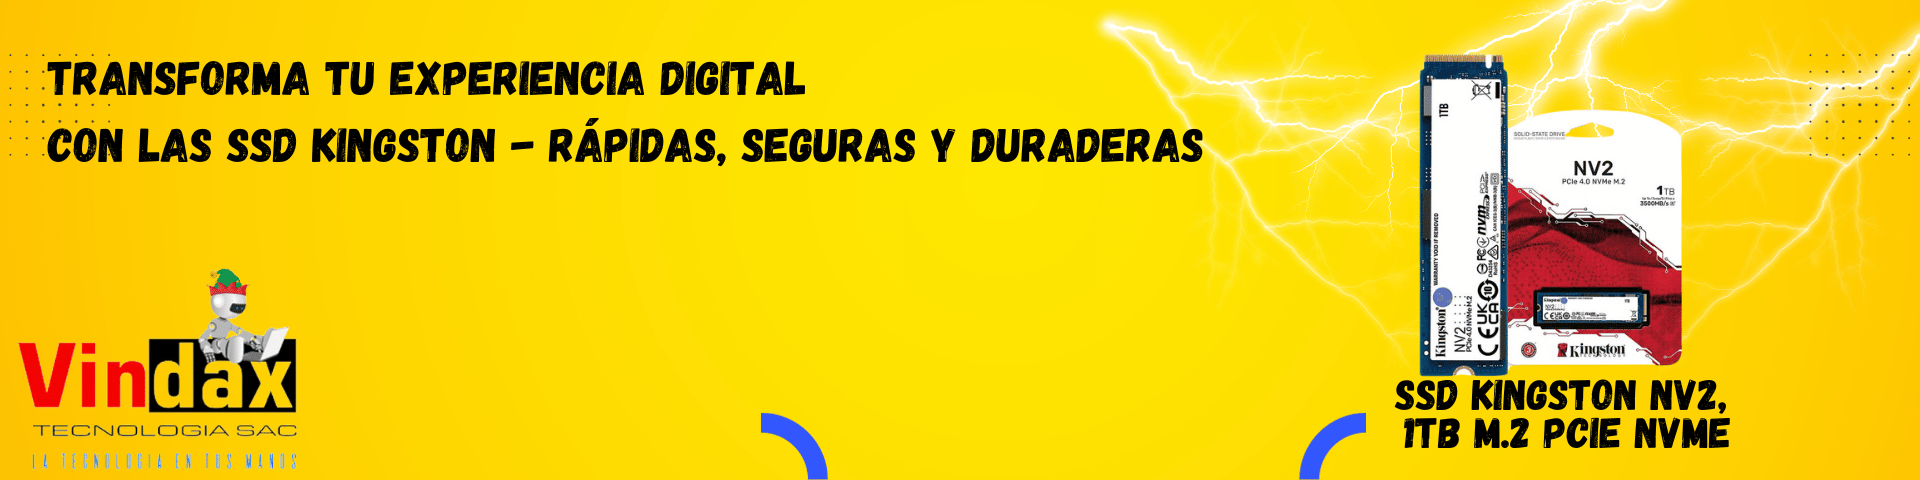 TRANSFORMA TU EXPERIENCIA DIGITAL
CON LAS SSD KINGSTON – RÁPIDAS, SEGURAS Y DURADERAS
1TB
WARRANTY VOID IF REMOVED
Kingston
NV2
PCIe 4.0 NVMe M.2
SOLID-STATE DRIVE
NV2
PCIe 4.0 NVMe M.2
1TB
3500MB/s
Kingston
TECHNOLOGY
SSD KINGSTON NV2,
1TB M.2 PCIE NVME
Vindax
TECNOLOGIA SAC
LA TECNOLOGIA EN TUS MANOS